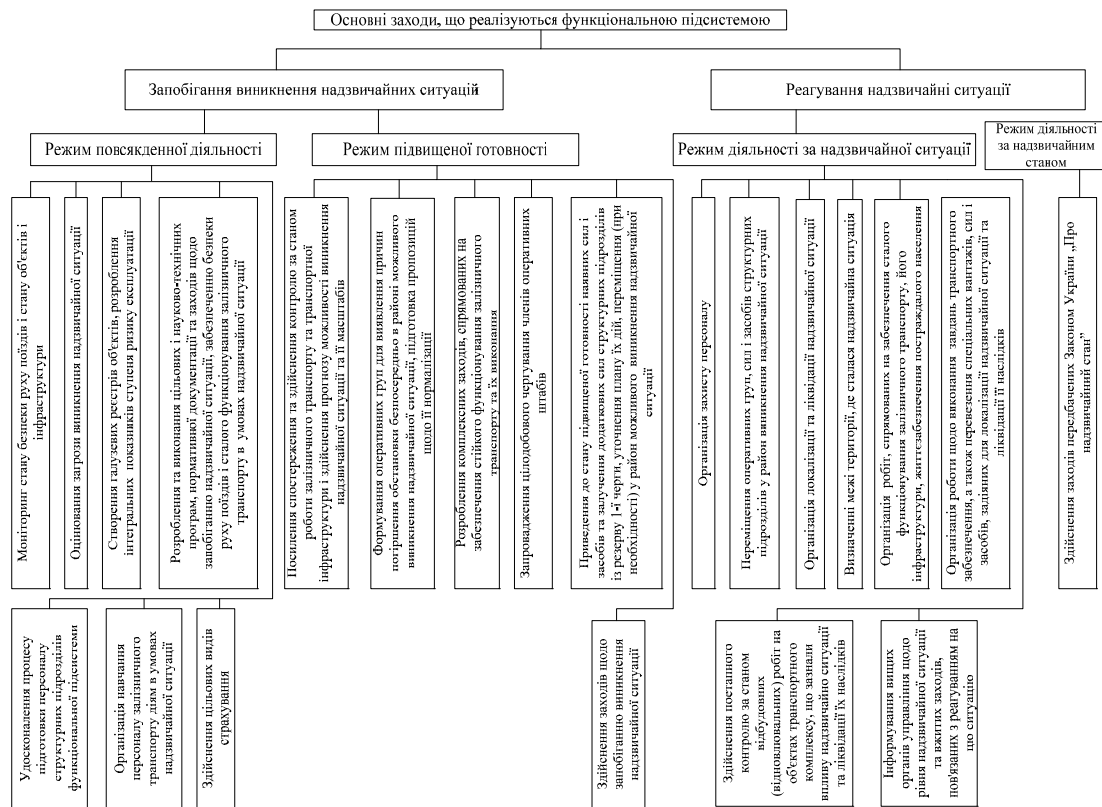 Основні заходи, що реалізуються функціональною підсистемою
Запобігання виникнення надзвичайних ситуацій
Реагування надзвичайні ситуації
Режим повсякденної діяльності
Режим підвищеної готовності
Режим діяльності за надзвичайної ситуації
Режим діяльності
за надзвичайним
станом
Моніторинг стану безпеки руху поїздів і стану об'єктів і
інфраструктури
Оцінювання загрози виникнення надзвичайної ситуації
Створення галузевих реєстрів об'єктів, розроблення
інтегральних показників ступеня ризику експлуатації
Розроблення та виконання цільових і науково-технічних
програм, нормативної документації та заходів щодо
запобіганню надзвичайної ситуації, забезпеченню безпеки
руху поїздів і сталого функціонування залізничного
транспорту в умовах надзвичайної ситуації
Посилення спостереження та здійснення контролю за станом
роботи залізничного транспорту та транспортної
інфраструктури і здійснення прогнозу можливості виникнення
надзвичайної ситуації та її масштабів
Формування оперативних груп для виявлення причин
погіршення обстановки безпосередньо в районі можливого
виникнення надзвичайної ситуації, підготовка пропозицій
щодо її нормалізації
Розроблення комплексних заходів, спрямованих на
забезпечення стійкого функціонування залізничного
транспорту та їх виконання
Запровадження цілодобового чергування членів оперативних
штабів
Приведення до стану підвищеної готовності наявних сил і
засобів та залучення додаткових сил структурних підрозділів
із резерву 1-ї черги, уточнення плану їх дій, переміщення (при
необхідності) у район можливого виникнення надзвичайної
ситуації
Організація захисту персоналу
Переміщення оперативних груп, сил і засобів структурних
підрозділів у район виникнення надзвичайної ситуації
Організація локалізації та ліквідації надзвичайної ситуації
Визначенні межі території, де сталася надзвичайна ситуація
Організація робіт, спрямованих на забезпечення сталого
функціонування залізничного транспорту, його
інфраструктури, життєзабезпечення постраждалого населення
Організація роботи щодо виконання завдань транспортного
забезпечення, а також перевезення спеціальних вантажів, сил і
засобів, задіяних для локалізації надзвичайної ситуації та
ліквідації її наслідків
Здійснення заходів передбачених Законом України „Про
надзвичайний стан”
Удосконалення процесу
підготовки персоналу
структурних підрозділів
функціональної підсистеми
Організація навчання
персоналу залізничного
транспорту діям в умовах
надзвичайної ситуації
Здійснення цільових видів
страхування
Здійснення заходів щодо
запобіганню виникнення
надзвичайної ситуації
Здійснення постанного
контролю за станом
відбудовних
(відновлювальних) робіт на
об'єктах транспортного
комплексу, що зазнали
впливу надзвичайно ситуації
та ліквідації їх наслідків
Інформування вищих
органів управління щодо
рівня надзвичайної ситуації
та вжитих заходів,
пов'язаних з реагуванням на
цю ситуацію